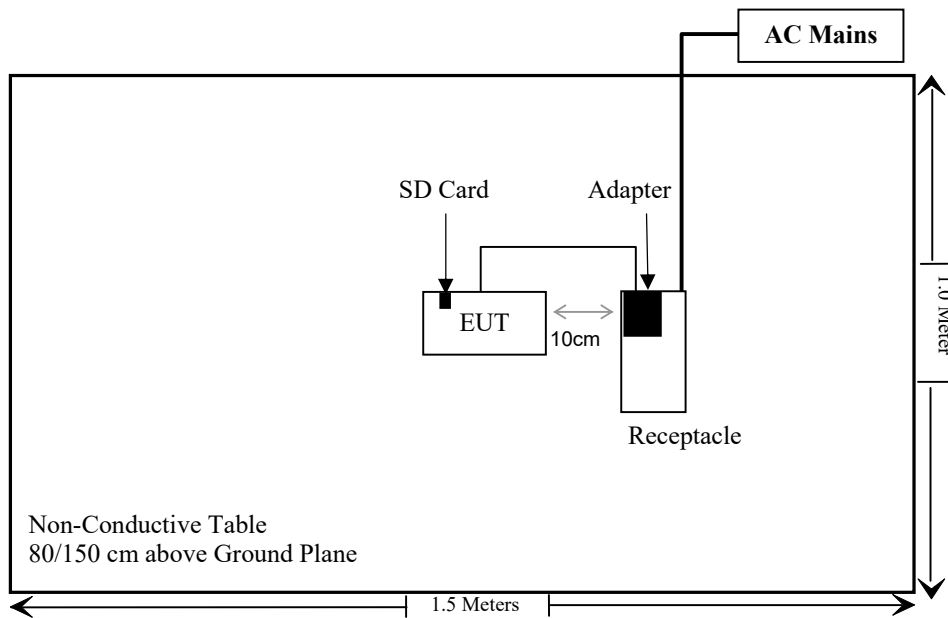 AC Mains
SD Card
Adapter
EUT
10cm
1.0 Meter
Receptacle
Non-Conductive Table
80/150 cm above Ground Plane
1.5 Meters